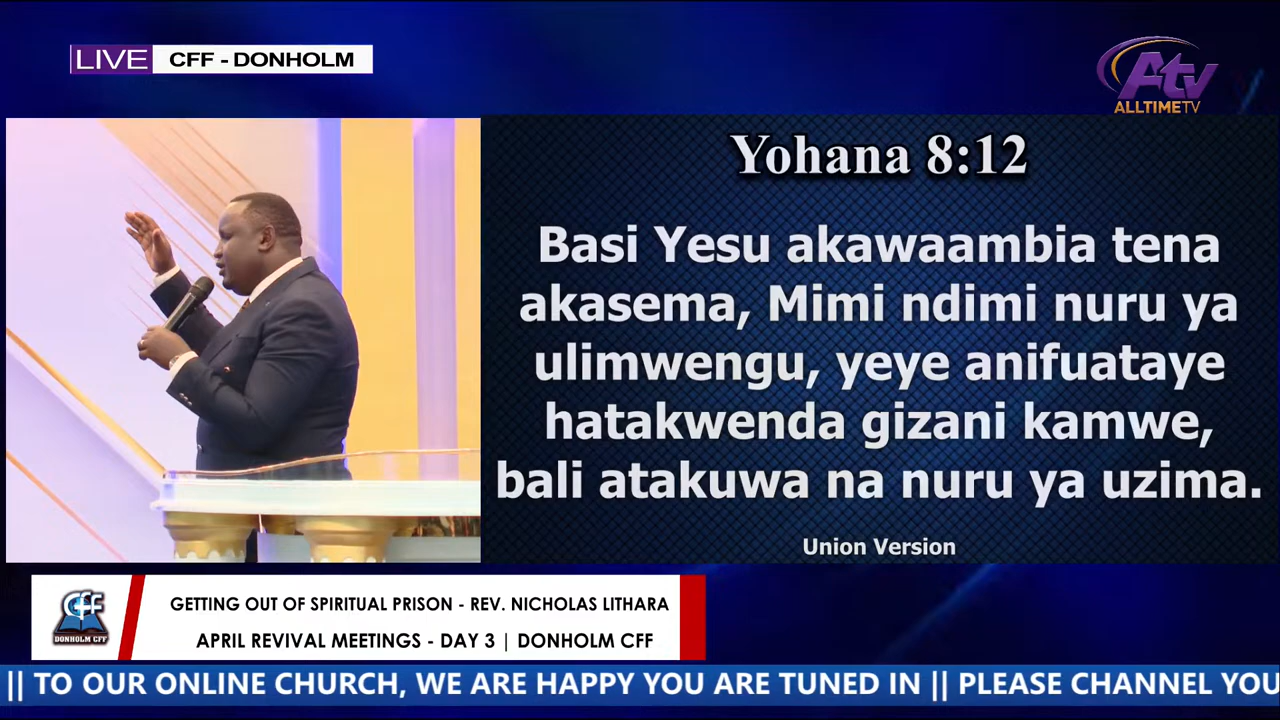 LIVE CFF - DONHOLM
Atv
ALLTIMETV
Yohana 8:12
Basi Yesu akawaambia tena
akasema, Mimi ndimi nuru ya
ulimwengu, yeye anifuataye
hatakwenda gizani kamwe,
bali atakuwa na nuru ya uzima.
Union Version
CFF
DONHOLM CFF
GETTING OUT OF SPIRITUAL PRISON - REV. NICHOLAS LITHARA
APRIL REVIVAL MEETINGS - DAY 3 | DONHOLM CFF
|| TO OUR ONLINE CHURCH, WE ARE HAPPY YOU ARE TUNED IN || PLEASE CHANNEL YOU